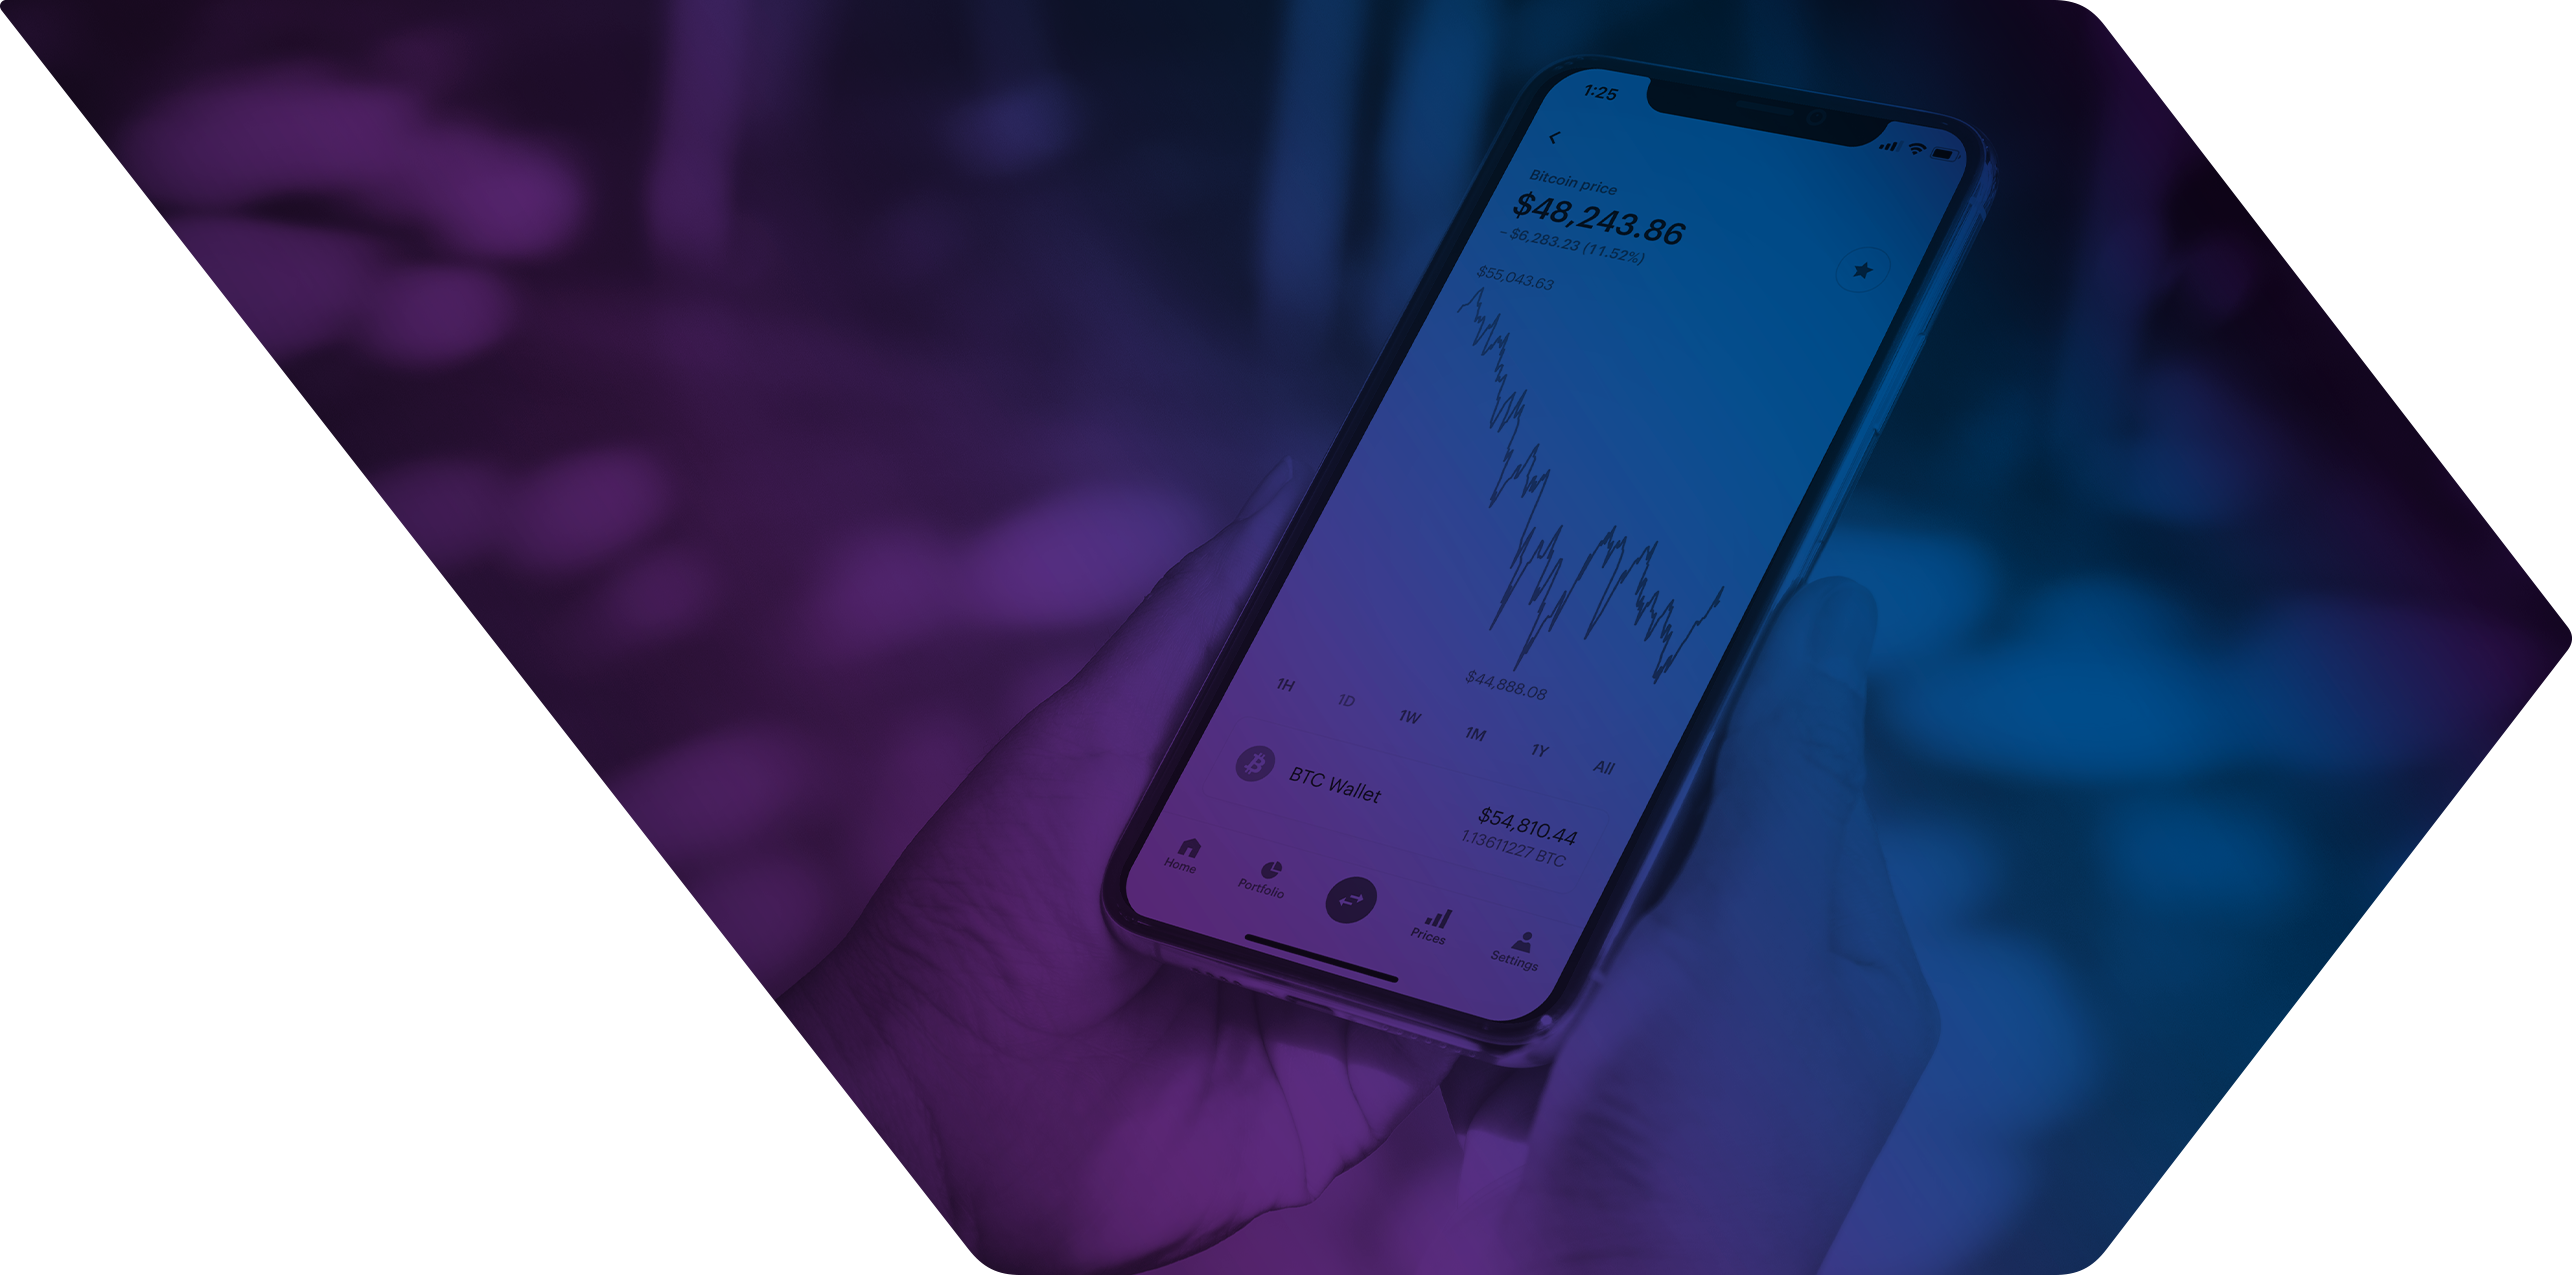 1:25
Bitcoin price
$48,243.86
- $6,283.23 (11.52%)
$55,043.63
$44,888.08
1H 1D 1W 1M 1Y All
BTC Wallet
$54,810.44
1.13611227 BTC
Home Portfolio Prices Settings